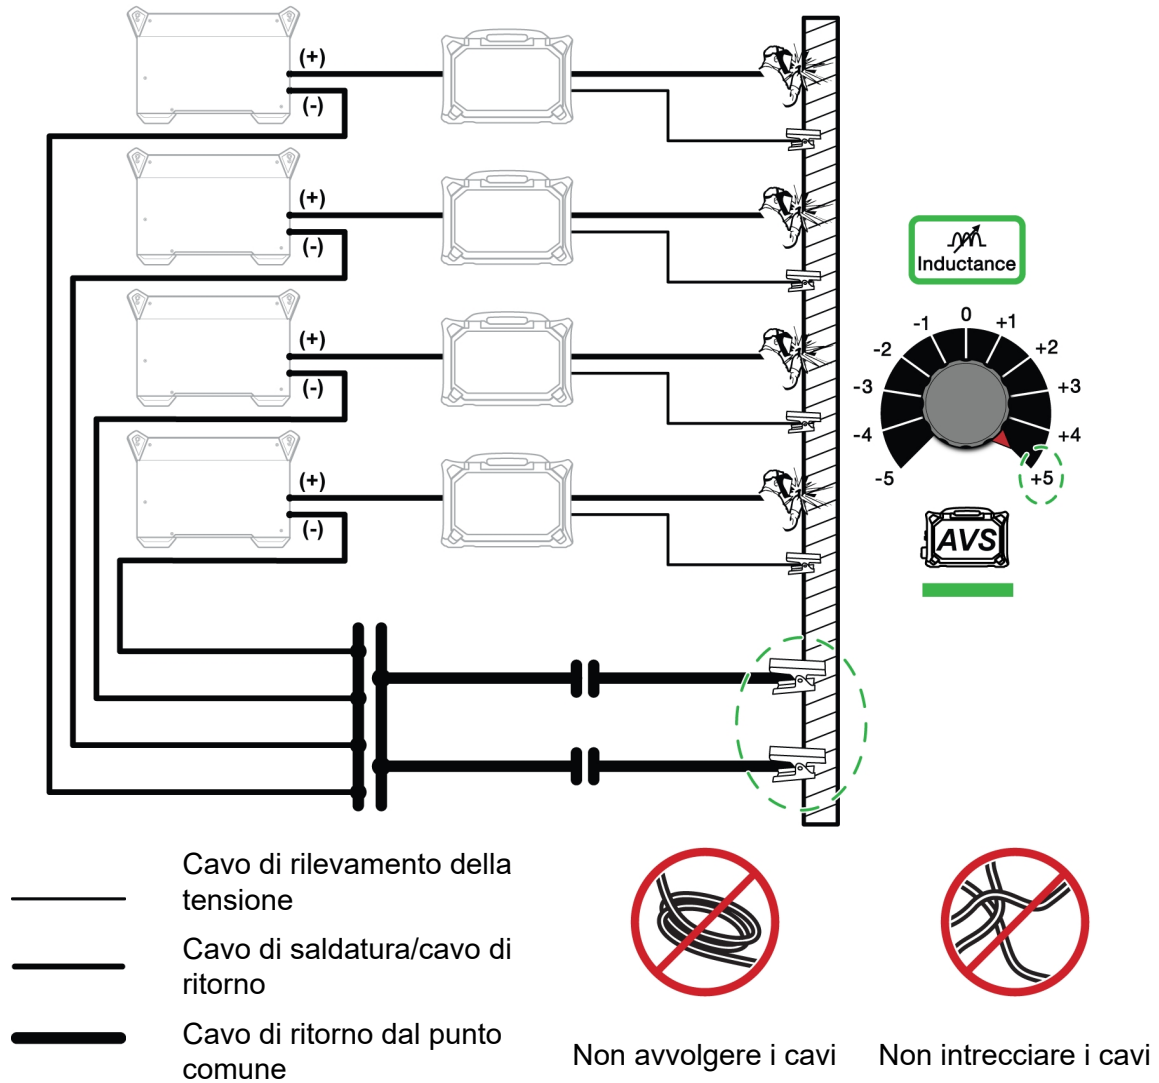 (+)
(-)
(+)
(-)
(+)
(-)
(+)
(-)
Inductance
0
-1
+1
-2
+2
-3
+3
-4
+4
-5
+5
AVS
Cavo di rilevamento della
tensione
Cavo di saldatura/cavo di
ritorno
Cavo di ritorno dal punto
comune
Non avvolgere i cavi
Non intrecciare i cavi